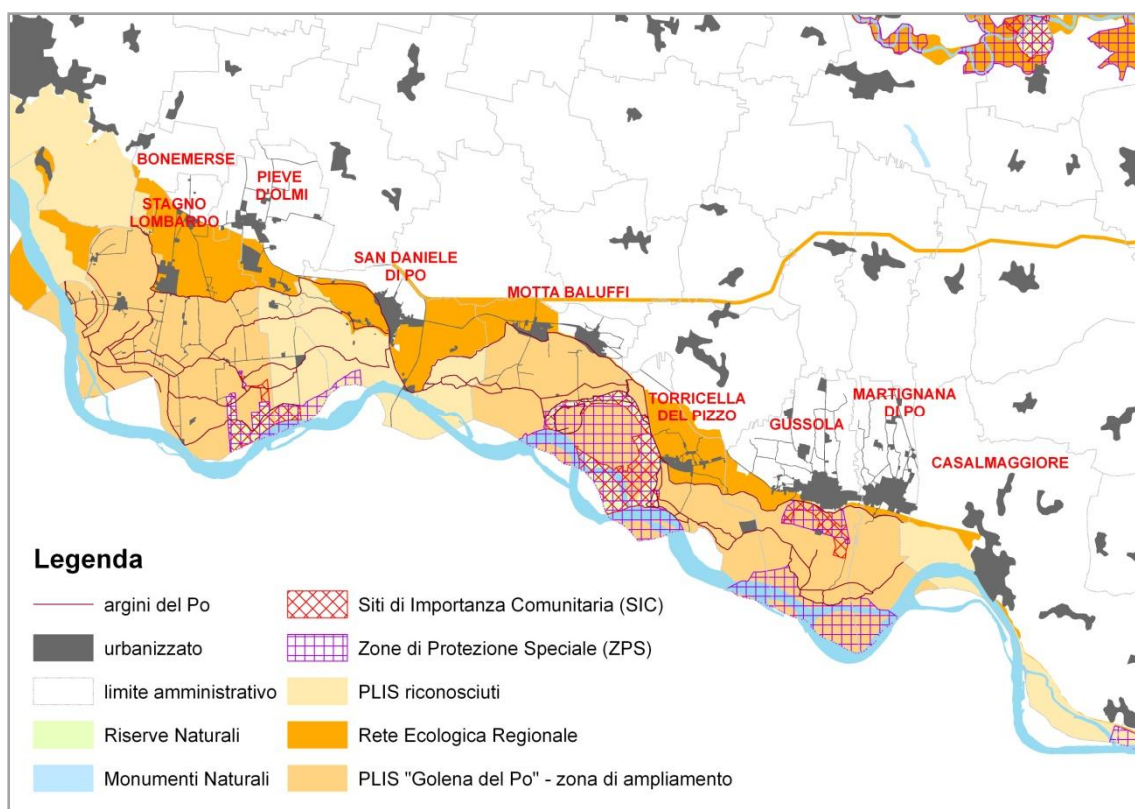 BONEMERSE
PIEVE
D'OLMI
STAGNO
LOMBARDO
SAN DANIELE
DI PO
MOTTA BALUFFI
TORRICELLA
DEL PIZZO
GUSSOLA
MARTIGNANA
DI PO
CASALMAGGIORE
Legenda
argini del Po
urbanizzato
limite amministrativo
Riserve Naturali
Monumenti Naturali
Siti di Importanza Comunitaria (SIC)
Zone di Protezione Speciale (ZPS)
PLIS riconosciuti
Rete Ecologica Regionale
PLIS "Golena del Po" - zona di ampliamento